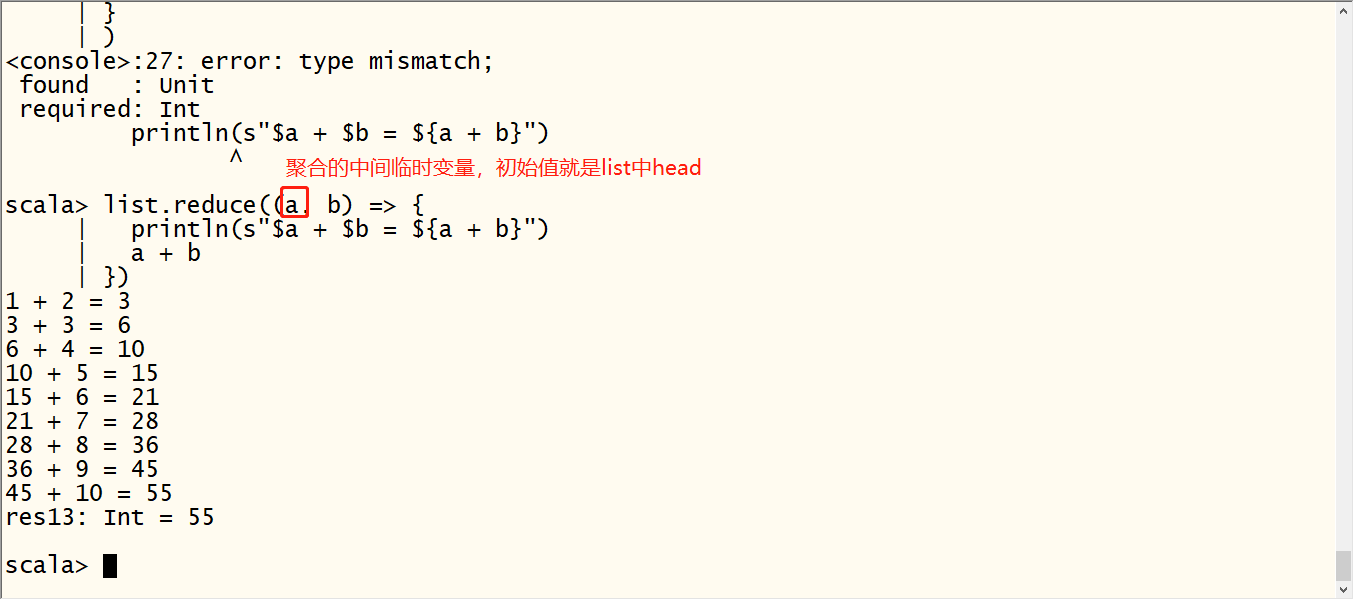 | }
| )
<console>:27: error: type mismatch;
found   : Unit
required: Int
println(s"$a + $b = ${a + b}")
^
聚合的中间临时变量，初始值就是list中head
scala> list.reduce((a, b) => {
|   println(s"$a + $b = ${a + b}")
|   a + b
| })
1 + 2 = 3
3 + 3 = 6
6 + 4 = 10
10 + 5 = 15
15 + 6 = 21
21 + 7 = 28
28 + 8 = 36
36 + 9 = 45
45 + 10 = 55
res13: Int = 55
scala>